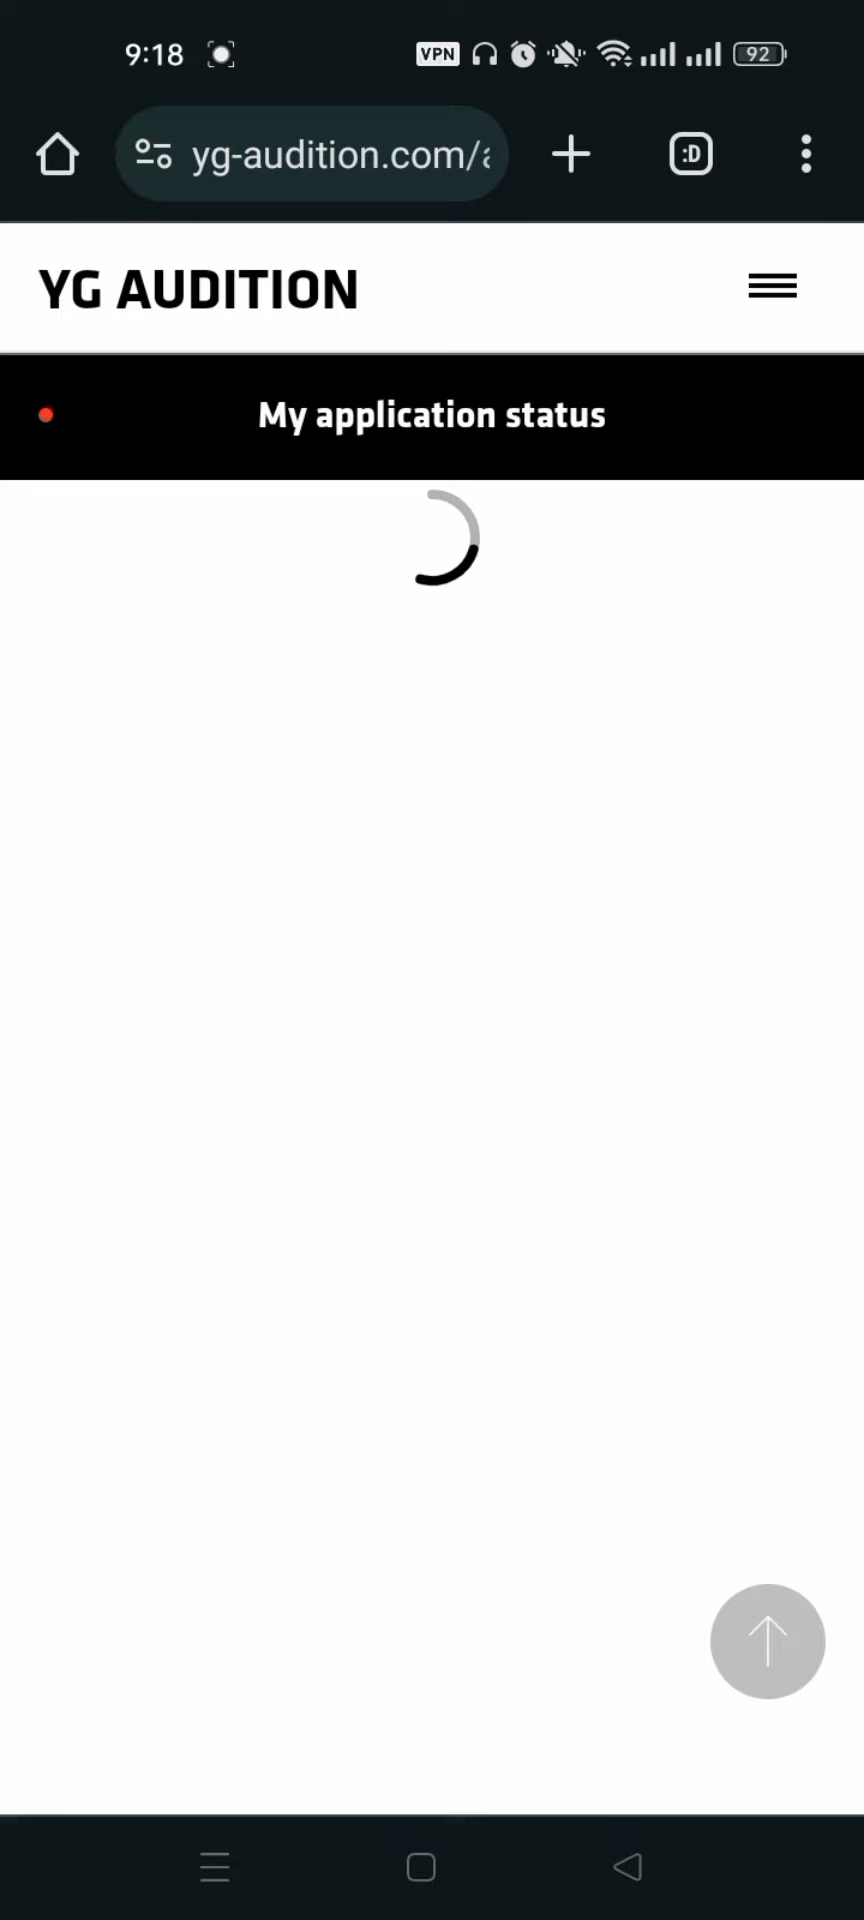 9:18 VPN 92
yg-audition.com/
:D
YG AUDITION
My application status